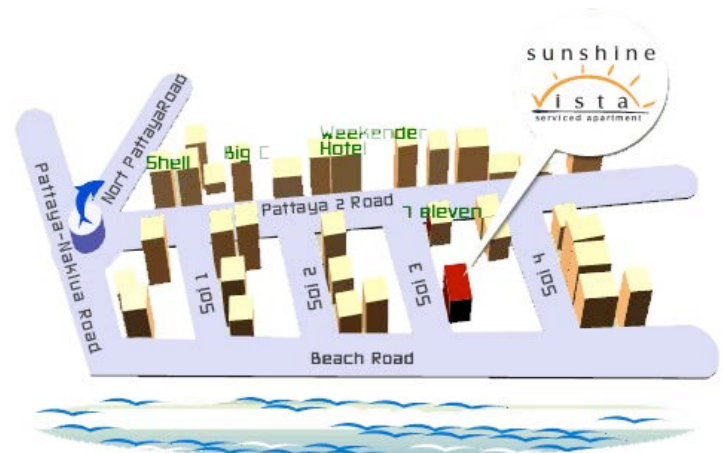 sunshine
vista
serviced apartment
Nort PattayaRoad
Weekender
Hotel
Shell
Big C
Pattaya 2 Road
7 eleven
Pattaya-Naklua Road
Soi 1
Soi 2
Soi 3
Soi 4
Beach Road